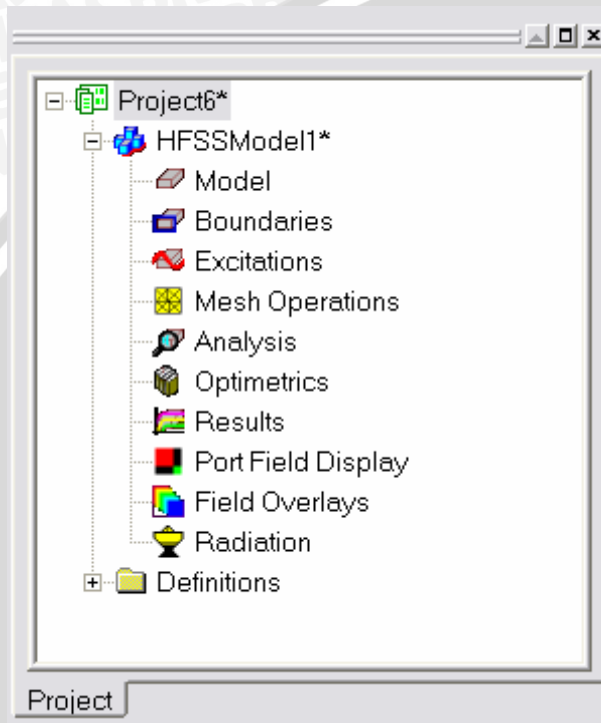 Project6*
HFSSModel1*
Model
Boundaries
Excitations
Mesh Operations
Analysis
Optimetrics
Results
Port Field Display
Field Overlays
Radiation
Definitions
Project